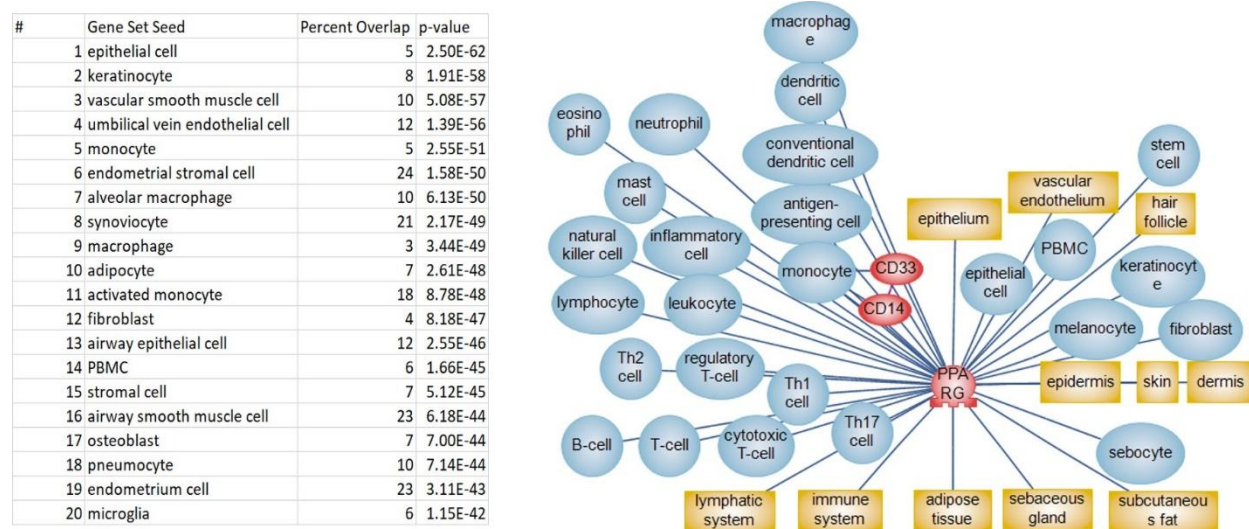 # Gene Set Seed Percent Overlap p-value
1 epithelial cell 5 2.50E-62
2 keratinocyte 8 1.91E-58
3 vascular smooth muscle cell 10 5.08E-57
4 umbilical vein endothelial cell 12 1.39E-56
5 monocyte 5 2.55E-51
6 endometrial stromal cell 24 1.58E-50
7 alveolar macrophage 10 6.13E-50
8 synoviocyte 21 2.17E-49
9 macrophage 3 3.44E-49
10 adipocyte 7 2.61E-48
11 activated monocyte 18 8.78E-48
12 fibroblast 4 8.18E-47
13 airway epithelial cell 12 2.55E-46
14 PBMC 6 1.66E-45
15 stromal cell 7 5.12E-45
16 airway smooth muscle cell 23 6.18E-44
17 osteoblast 7 7.00E-44
18 pneumocyte 10 7.14E-44
19 endometrium cell 23 3.11E-43
20 microglia 6 1.15E-42
macrophag
e
dendritic
cell
eosino
phil
neutrophil
conventional
dendritic cell
stem
cell
mast
cell
antigen-
presenting cell
epithelium
vascular
endothelium
hair
follicle
natural
killer cell
inflammatory
cell
monocyte
CD33
epithelial
cell
PBMC
keratinocyt
e
lymphocyte
leukocyte
CD14
melanocyte
fibroblast
Th2
cell
regulatory
T-cell
Th1
cell
PPA
RG
epidermis
skin
dermis
B-cell
T-cell
cytotoxic
T-cell
Th17
cell
sebocyte
lymphatic
system
immune
system
adipose
tissue
sebaceous
gland
subcutaneou
s fat